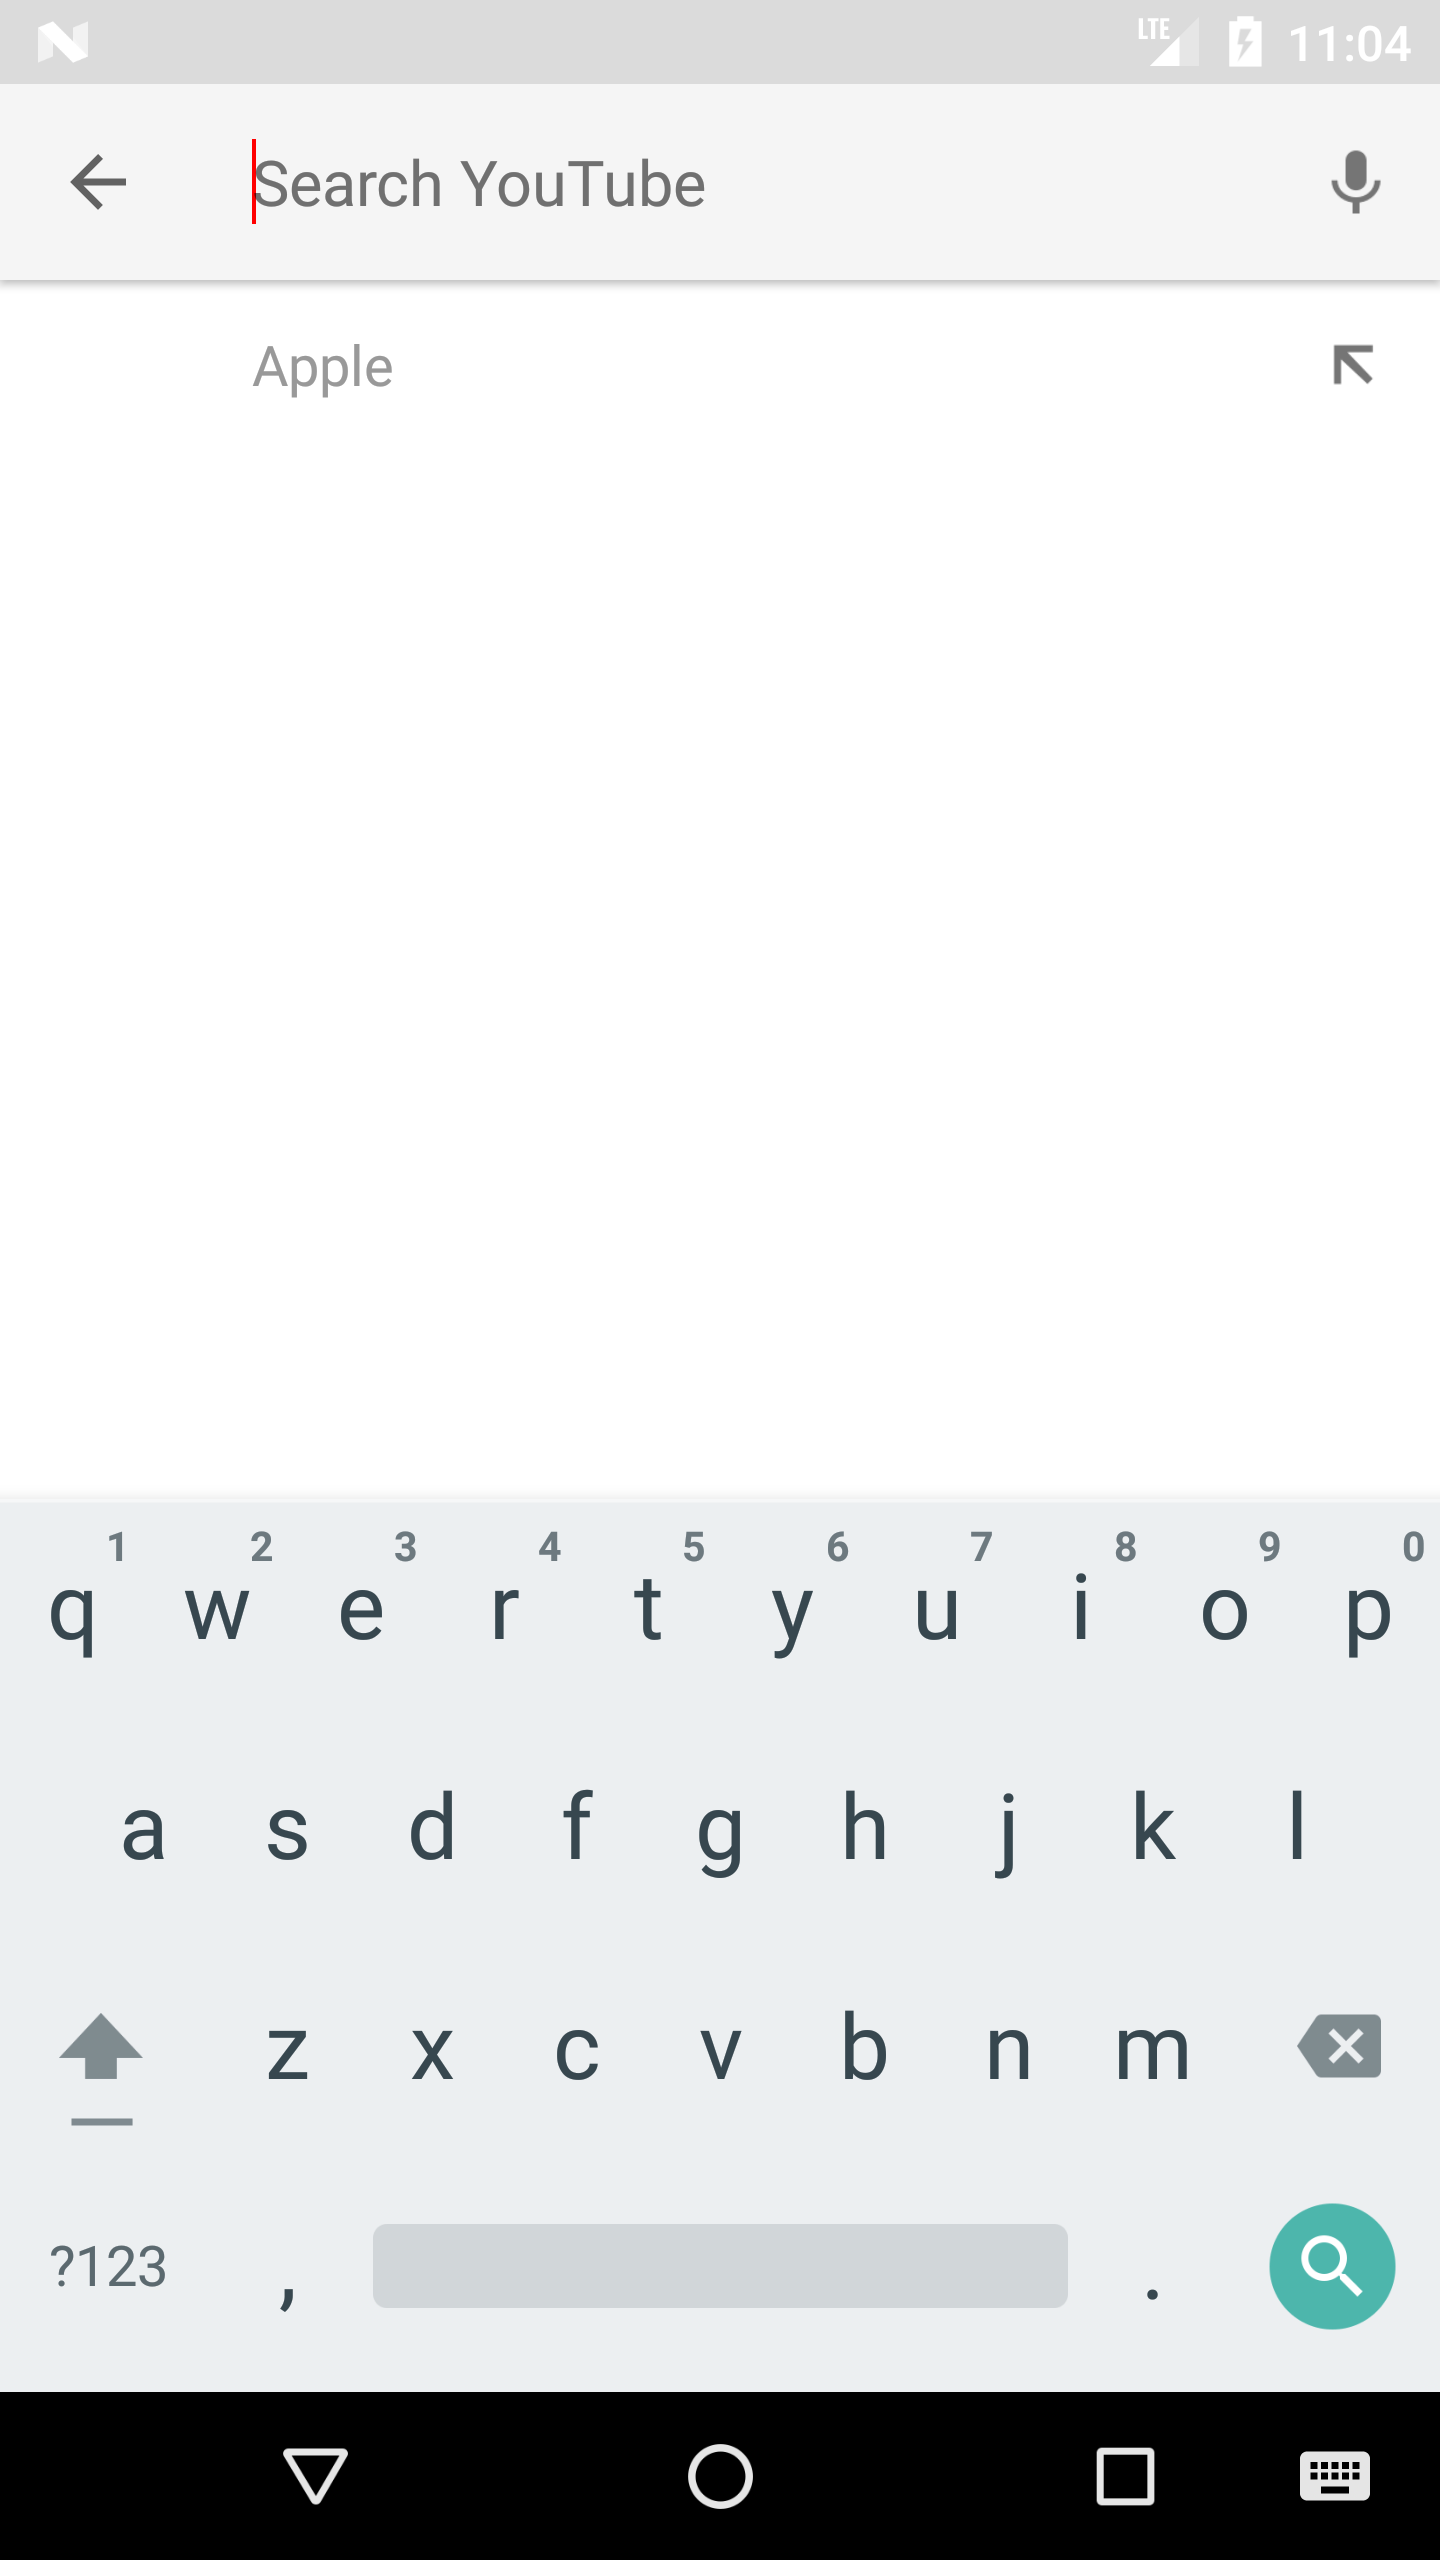 LTE 11:04
Search YouTube
Apple
1 2 3 4 5 6 7 8 9 0
q w e r t y u i o p
a s d f g h j k l
z x c v b n m
?123 , .